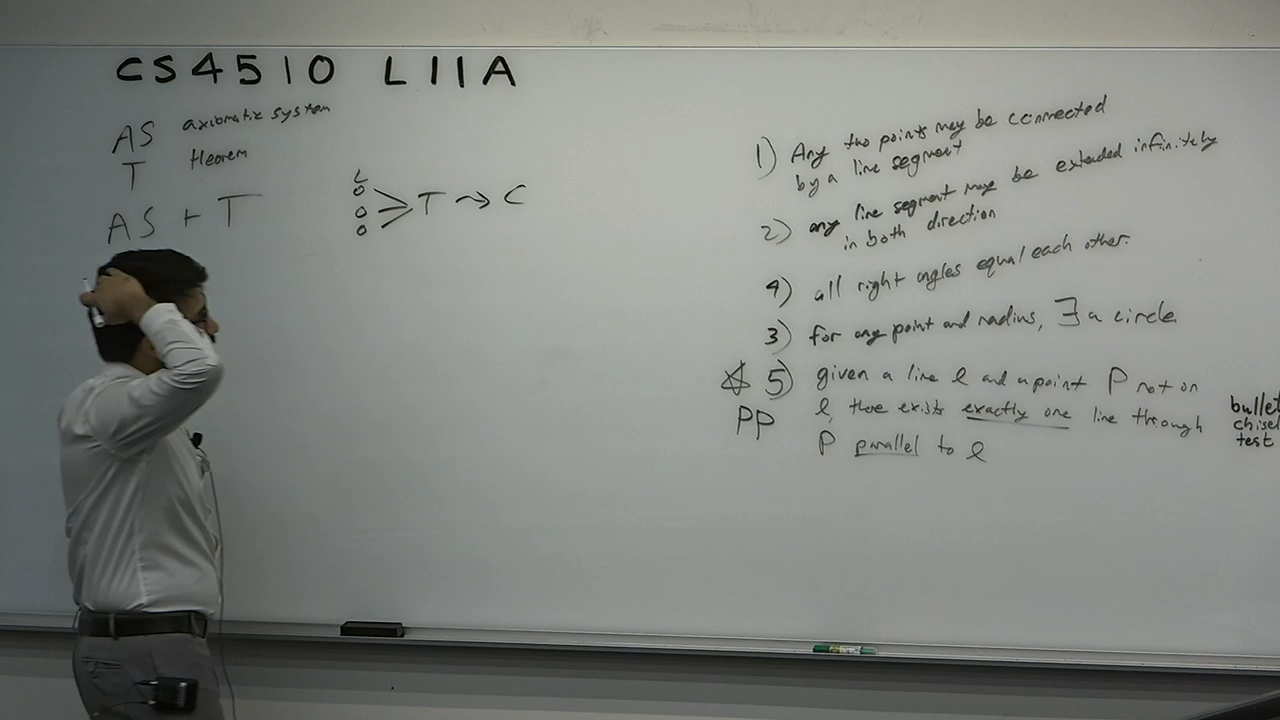 CS4510 L11A
AS axiomatic system
T theorem
AS ⊢ T
L
O
O > T ⇝ C
O
1) Any two points may be connected
by a line segment
2) any line segment may be extended infinitely
in both direction
4) all right angles equal each other.
3) for any point and radius, ∃ a circle
☆ 5) given a line l and a point P not on
PP l, there exists exactly one line through
P parallel to l
bullet
chisel
test